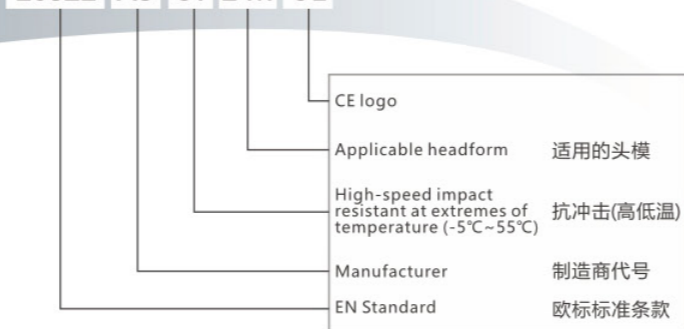 CE logo
Applicable headform 适用的头模
High-speed impact
resistant at extremes of 抗冲击(高低温)
temperature (-5℃~55℃)
Manufacturer 制造商代号
EN Standard 欧标标准条款